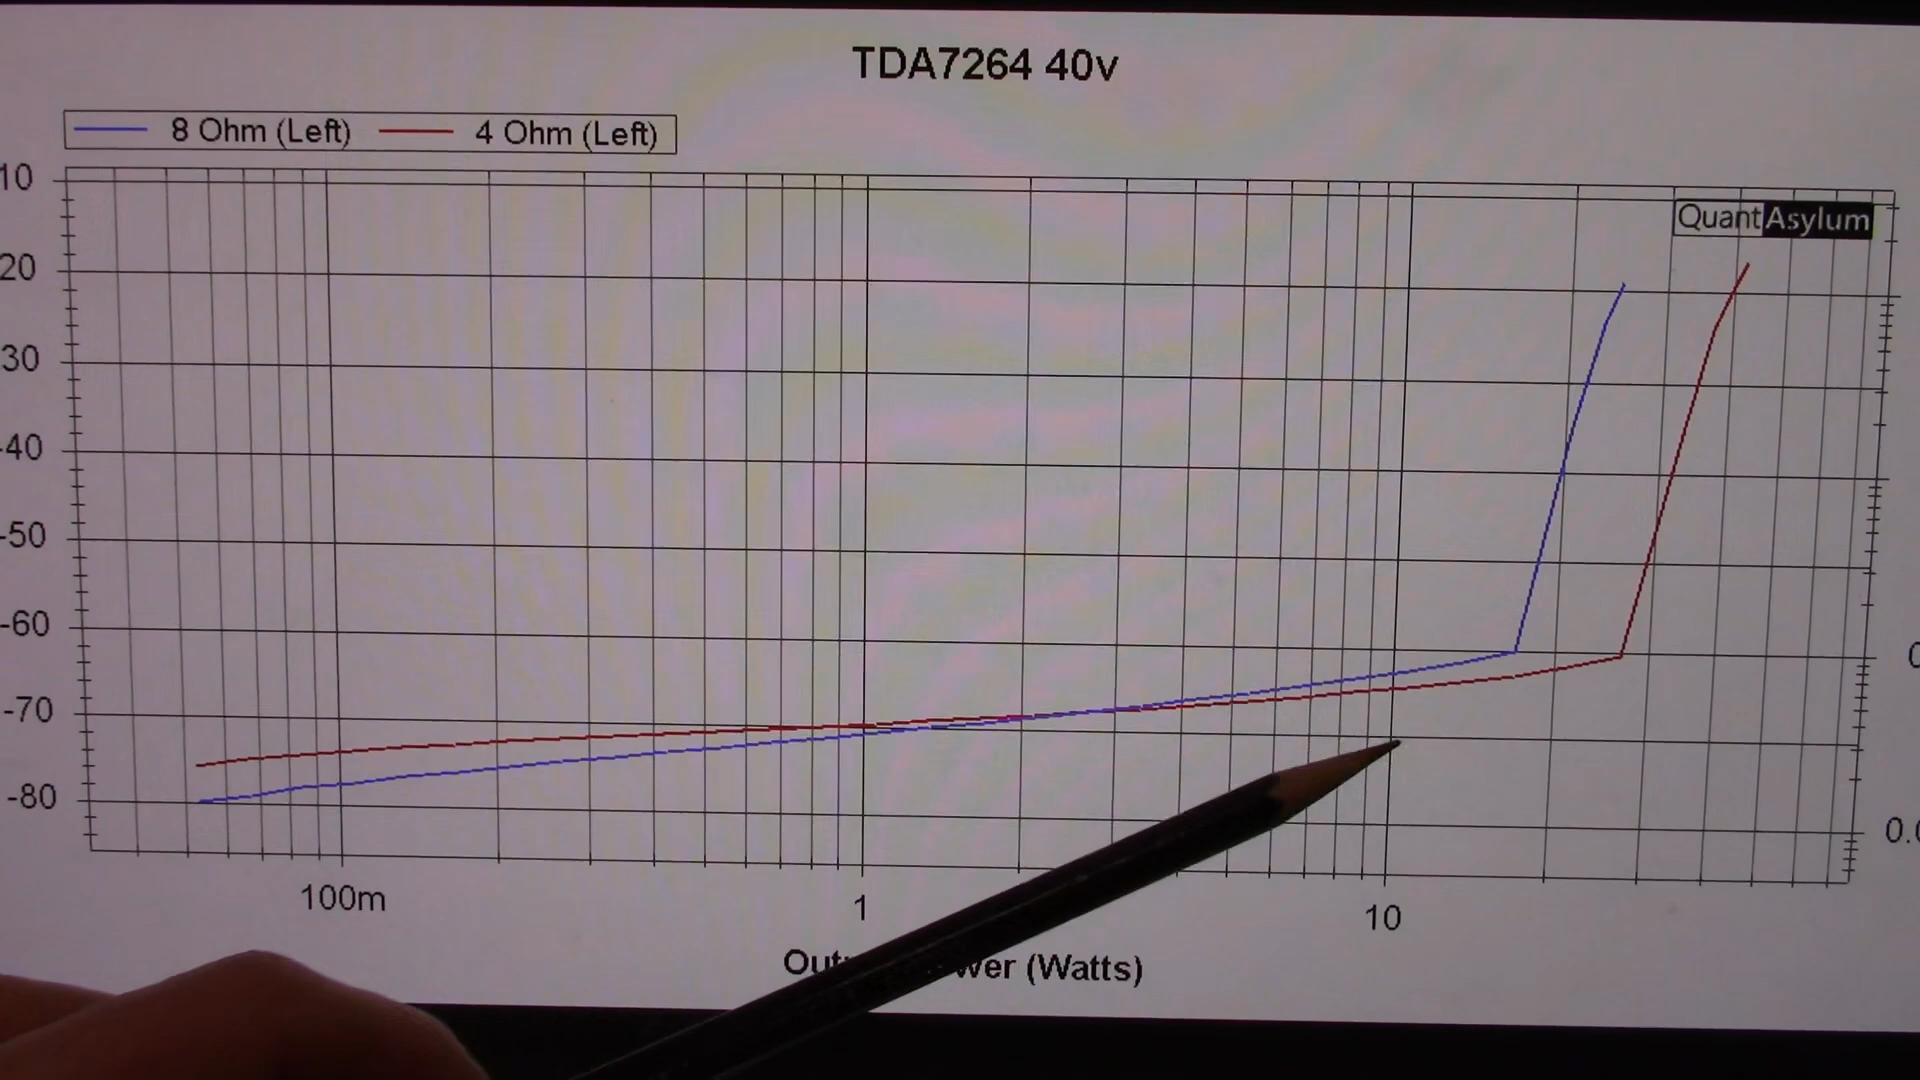 TDA7264 40v
8 Ohm (Left) 4 Ohm (Left)
QuantAsylum
10
20
30
-40
-50
-60
-70
-80
100m 1 10
(Watts)